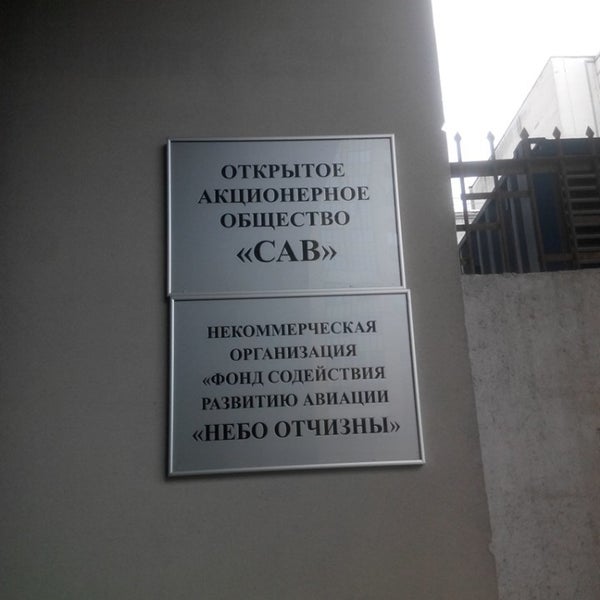 ОТКРЫТОЕ
АКЦИОНЕРНОЕ
ОБЩЕСТВО
«САВ»
НЕКОММЕРЧЕСКАЯ
ОРГАНИЗАЦИЯ
«ФОНД СОДЕЙСТВИЯ
РАЗВИТИЮ АВИАЦИИ
«НЕБО ОТЧИЗНЫ»